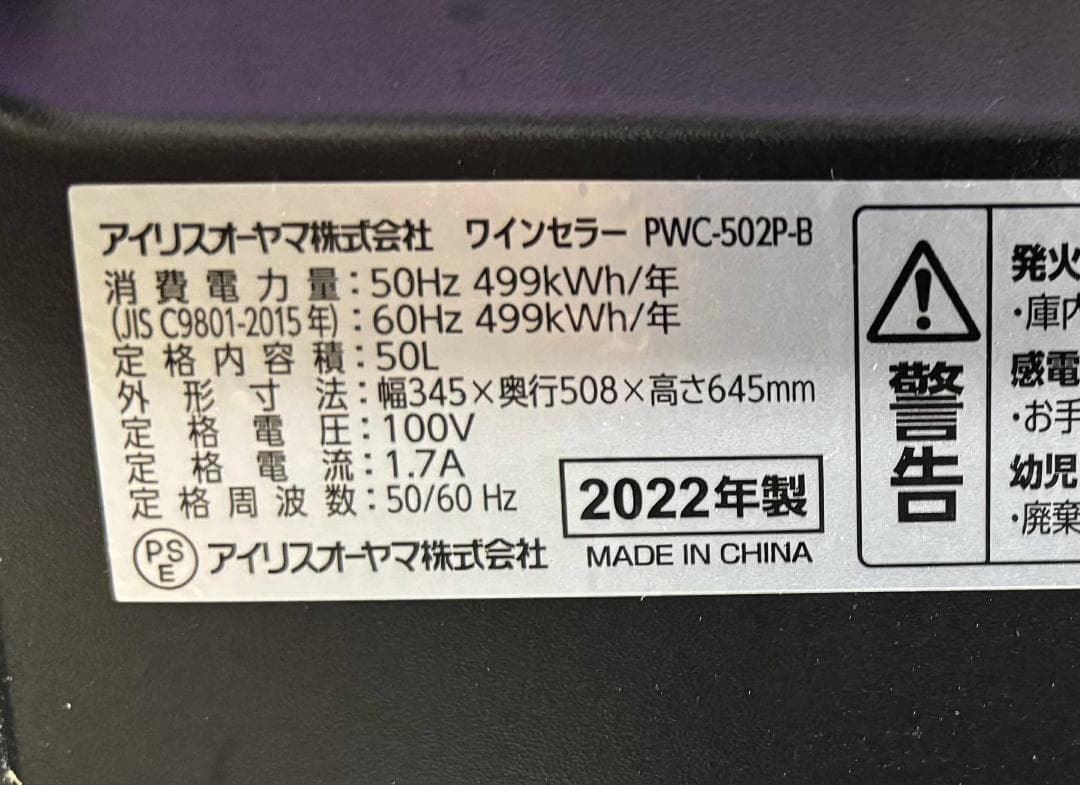 アイリスオーヤマ株式会社 ワインセラー PWC-502P-B
消費電力量：50Hz 499kWh/年
(JIS C9801-2015年)：60Hz 499kWh/年
定格内容積：50L
外形寸法：幅345×奥行508×高さ645mm
定格電圧：100V
定格電流：1.7A
定格周波数：50/60 Hz
2022年製
PSE アイリスオーヤマ株式会社
MADE IN CHINA
警告
発火
・庫内
感電
・お手
幼児
・廃棄